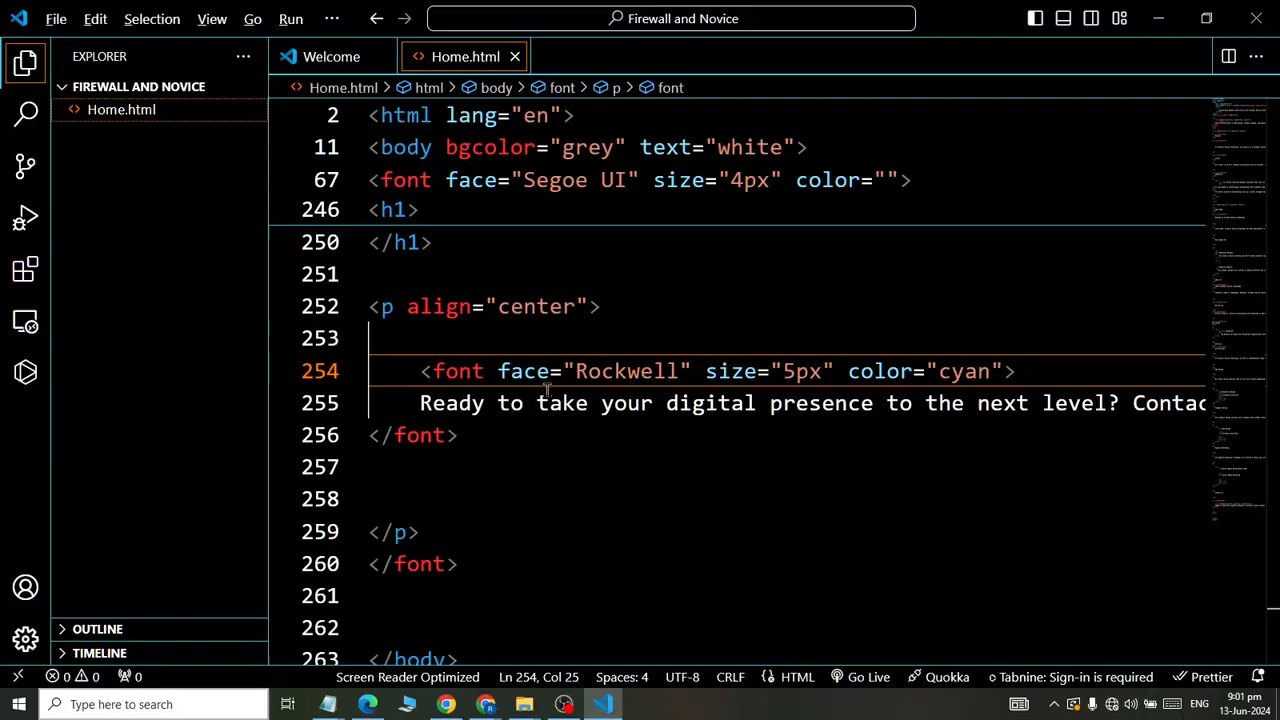 File Edit Selection View Go Run ··· Firewall and Novice
EXPLORER ···
Welcome
Home.html
FIREWALL AND NOVICE
Home.html
Home.html > html > body > font > p > font
2 <html lang="en" >
11 <body bgcolor="grey" text="white">
67 <font face="Segoe UI" size="4px" color="">
246 <h1>
250 </h1>
251
252 <p align="center">
253
254 <font face="Rockwell" size="5px" color="cyan">
255 Ready to take your digital presence to the next level? Contac
256 </font>
257
258
259 </p>
260 </font>
261
262
263 </body>
OUTLINE
TIMELINE
0 0 0 Screen Reader Optimized Ln 254, Col 25 Spaces: 4 UTF-8 CRLF HTML Go Live Quokka Tabnine: Sign-in is required Prettier
Type here to search
ENG
9:01 pm
13-Jun-2024